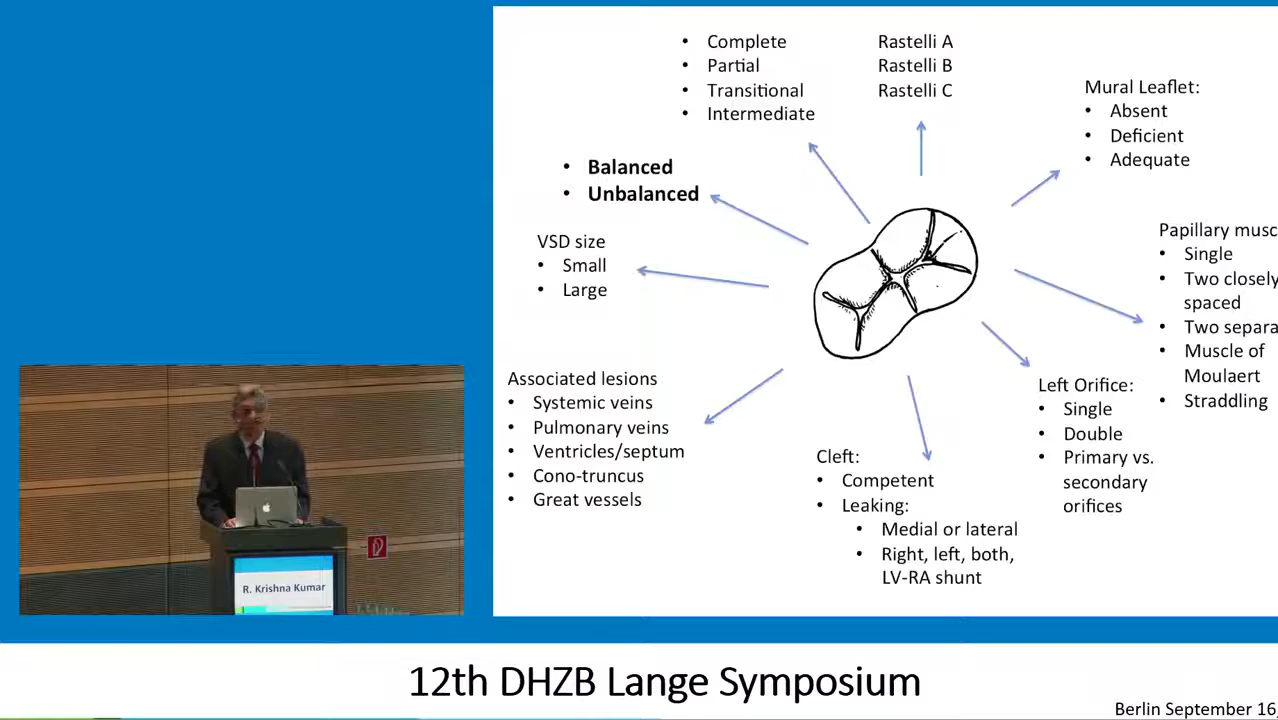 • Complete
• Partial
• Transitional
• Intermediate
Rastelli A
Rastelli B
Rastelli C
Mural Leaflet:
• Absent
• Deficient
• Adequate
• Balanced
• Unbalanced
VSD size
• Small
• Large
Papillary musc
• Single
• Two closely
spaced
• Two separa
• Muscle of
Moulaert
• Straddling
Associated lesions
• Systemic veins
• Pulmonary veins
• Ventricles/septum
• Cono-truncus
• Great vessels
Cleft:
• Competent
• Leaking:
• Medial or lateral
• Right, left, both,
LV-RA shunt
Left Orifice:
• Single
• Double
• Primary vs.
secondary
orifices
R. Krishna Kumar
12th DHZB Lange Symposium
Berlin September 16,